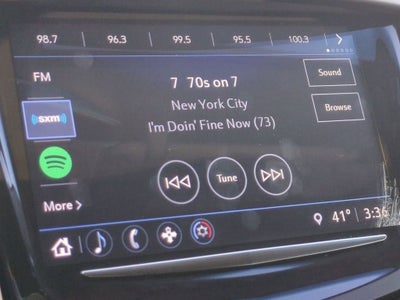 98.7 96.3 99.5 95.5 100.3
FM
7 70s on 7
Sound
sxm
New York City
Browse
I'm Doin' Fine Now (73)
Tune
More >
41° 3:36